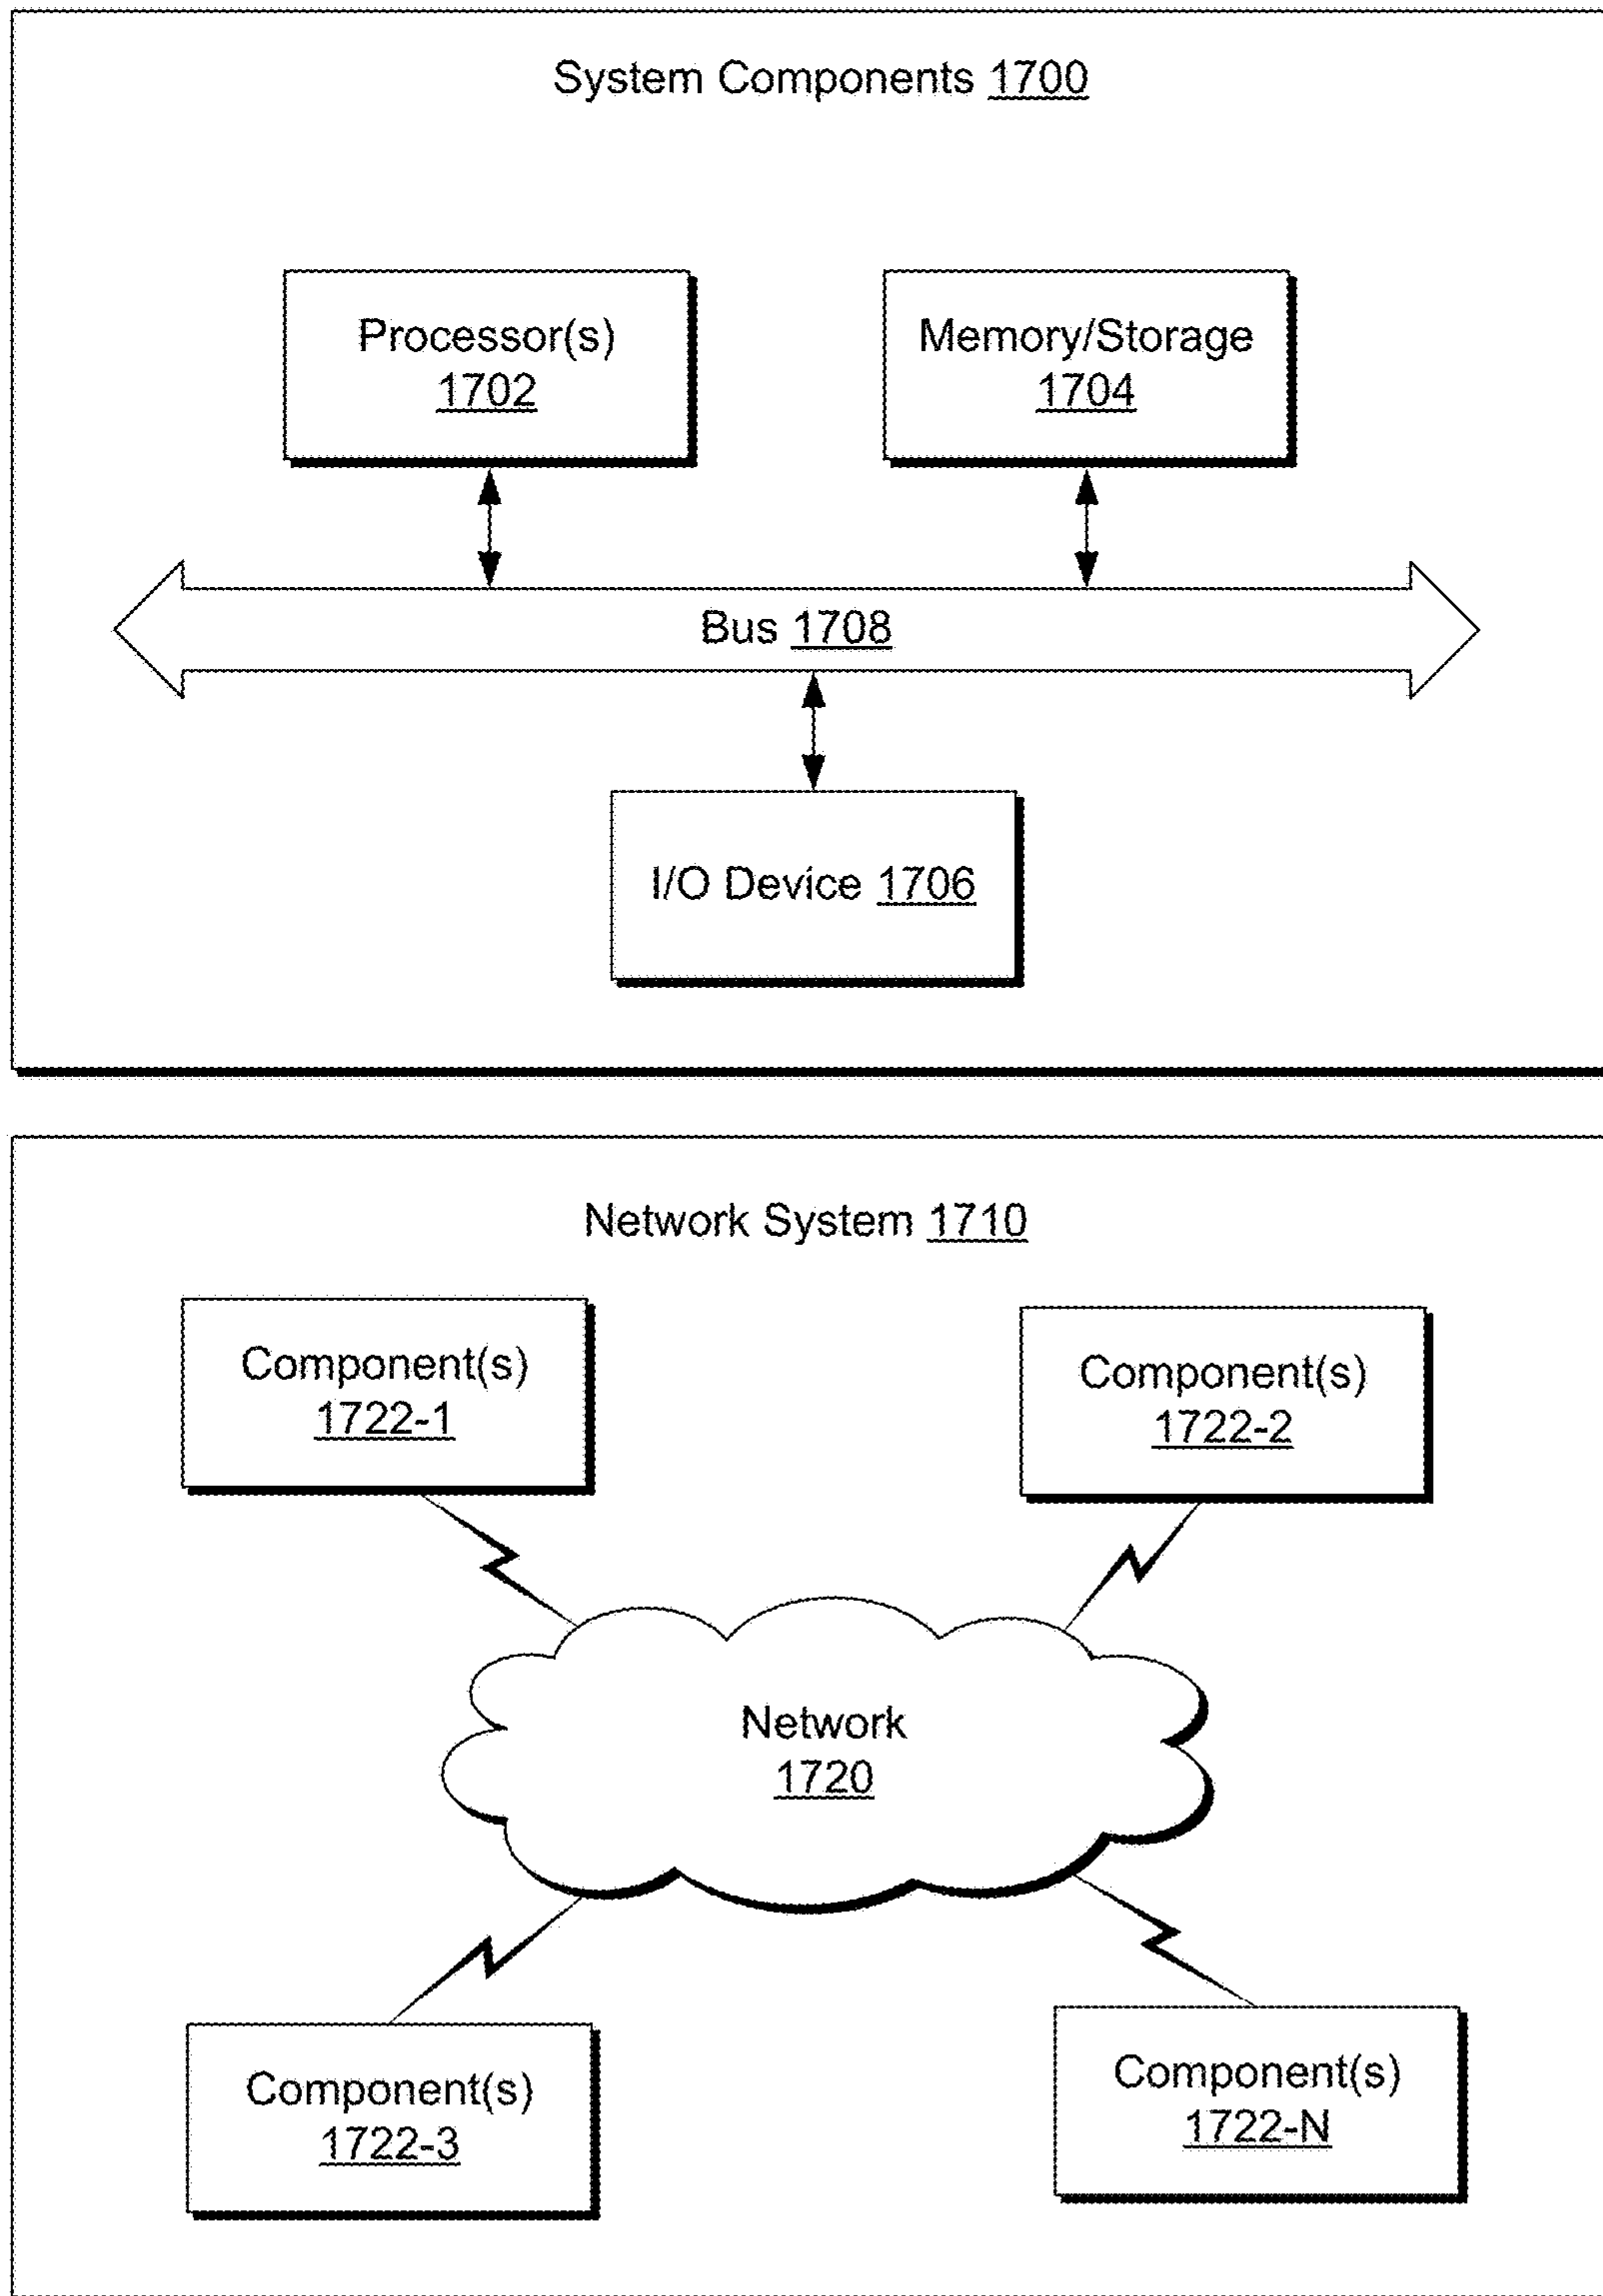 System Components 1700
Processor(s)
1702
Memory/Storage
1704
Bus 1708
I/O Device 1706
Network System 1710
Component(s)
1722-1
Component(s)
1722-2
Network
1720
Component(s)
1722-3
Component(s)
1722-N